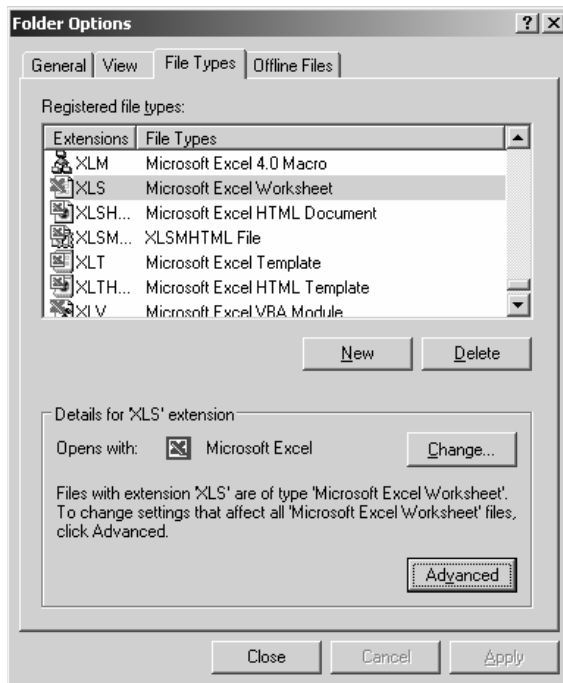 Folder Options
General View File Types Offline Files
Registered file types:
Extensions File Types
XLM Microsoft Excel 4.0 Macro
XLS Microsoft Excel Worksheet
XLSH... Microsoft Excel HTML Document
XLSM... XLSMHTML File
XLT Microsoft Excel Template
XLTH... Microsoft Excel HTML Template
XLV Microsoft Excel VBA Module
New Delete
Details for 'XLS' extension
Opens with: Microsoft Excel Change...
Files with extension 'XLS' are of type 'Microsoft Excel Worksheet'.
To change settings that affect all 'Microsoft Excel Worksheet' files,
click Advanced.
Advanced
Close Cancel Apply